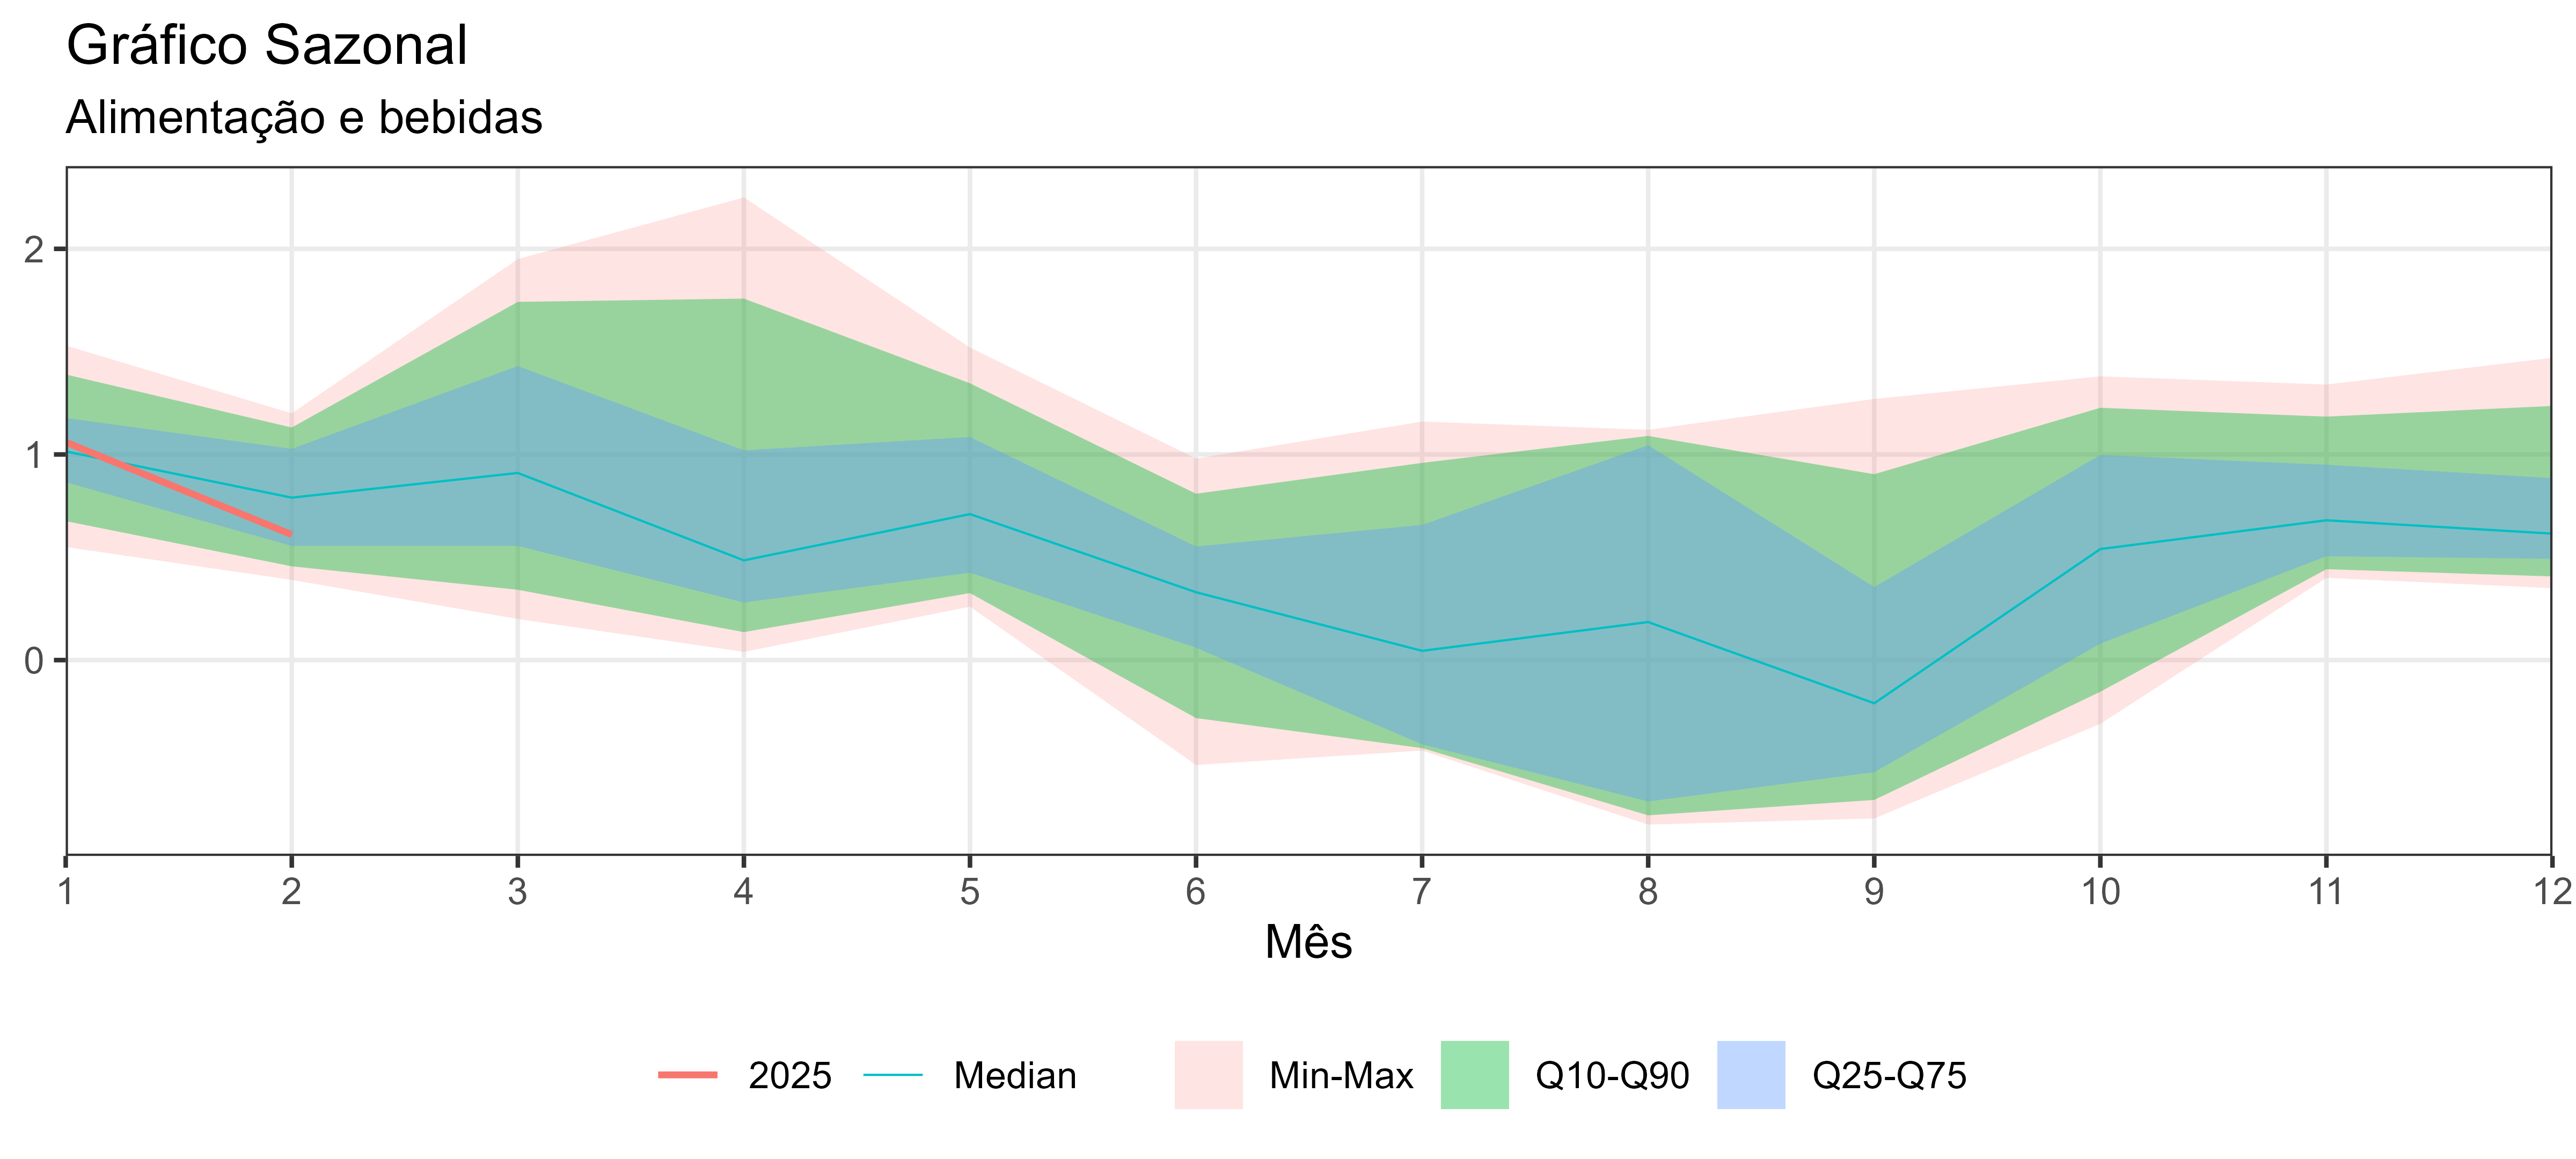 Gráfico Sazonal
Alimentação e bebidas
2
1
0
1 2 3 4 5 6 7 8 9 10 11 12
Mês
2025 Median Min-Max Q10-Q90 Q25-Q75